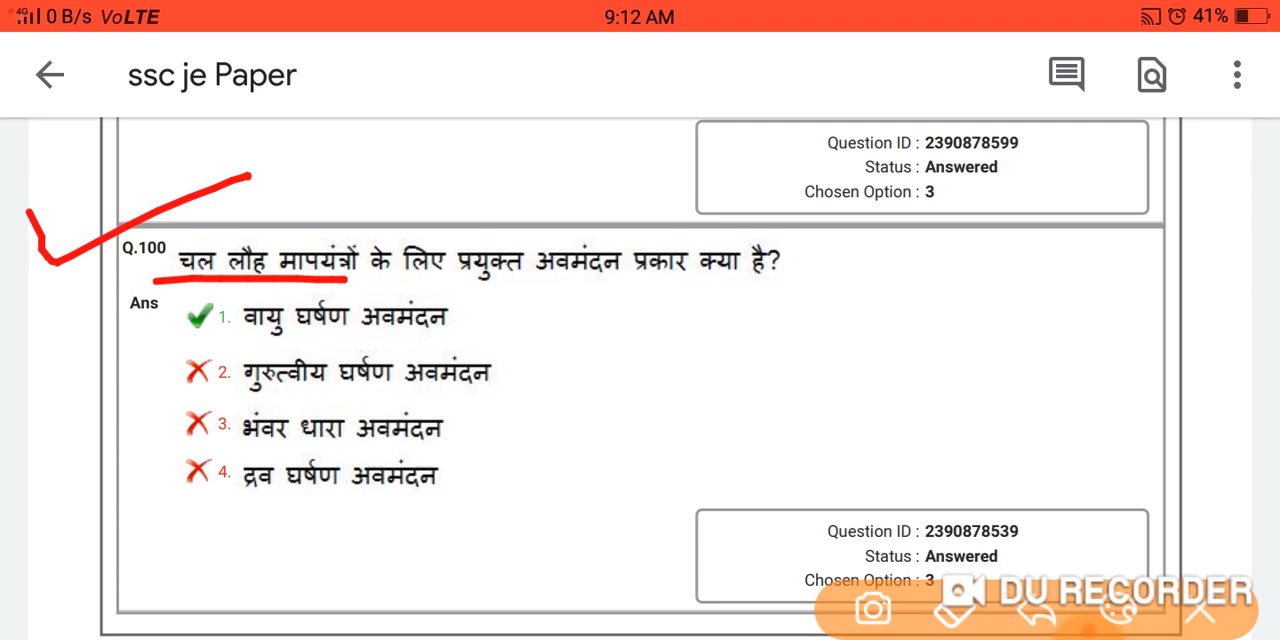 4G 0 B/s VoLTE 9:12 AM 41%
ssc je Paper
Question ID : 2390878599
Status : Answered
Chosen Option : 3
Q.100 चल लौह मापयंत्रों के लिए प्रयुक्त अवमंदन प्रकार क्या है?
Ans
1. वायु घर्षण अवमंदन
2. गुरुत्वीय घर्षण अवमंदन
3. भंवर धारा अवमंदन
4. द्रव घर्षण अवमंदन
Question ID : 2390878539
Status : Answered
Chosen Option : 3
DU RECORDER